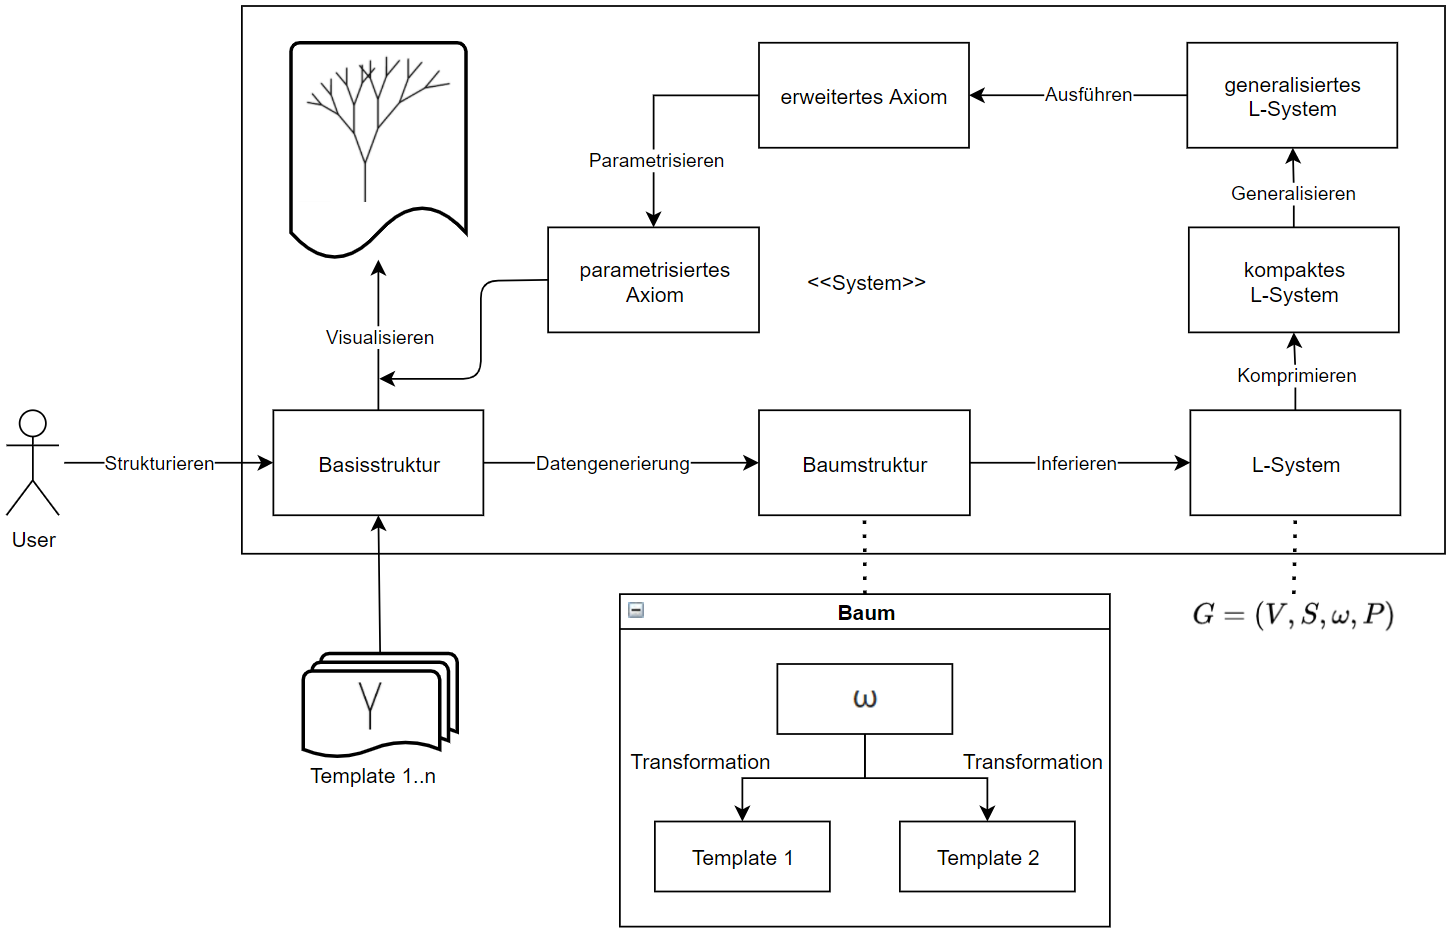 generalisiertes
L-System
erweitertes Axiom
Ausführen
Parametrisieren
Generalisieren
parametrisiertes
Axiom
<<System>>
kompaktes
L-System
Visualisieren
Komprimieren
Strukturieren
Basisstruktur
Datengenerierung
Baumstruktur
Inferieren
L-System
User
Baum
G = (V, S, ω, P)
ω
Transformation
Transformation
Template 1..n
Template 1
Template 2